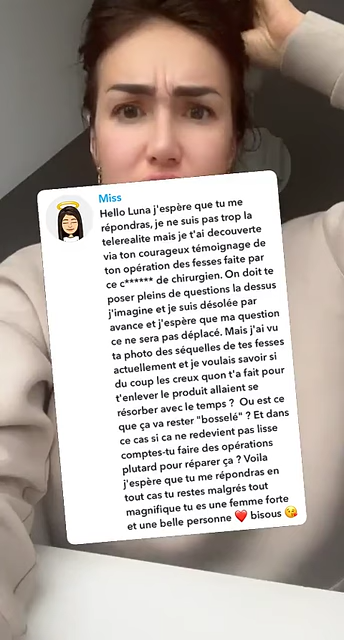 Miss
Hello Luna j'espère que tu me
répondras, je ne suis pas trop la
telerealite mais je t'ai decouverte
via ton courageux témoignage de
ton opération des fesses faite par
ce c****** de chirurgien. On doit te
poser pleins de questions la dessus
j'imagine et je suis désolée par
avance et j'espère que ma question
ce ne sera pas déplacé. Mais j'ai vu
ta photo des séquelles de tes fesses
actuellement et je voulais savoir si
du coup les creux quon t'a fait pour
t'enlever le produit allaient se
résorber avec le temps ? Ou est ce
que ça va rester "bosselé" ? Et dans
ce cas si ca ne redevient pas lisse
comptes-tu faire des opérations
plutard pour réparer ça ? Voila
j'espère que tu me répondras en
tout cas tu restes malgrés tout
magnifique tu es une femme forte
et une belle personne ❤️ bisous 😘